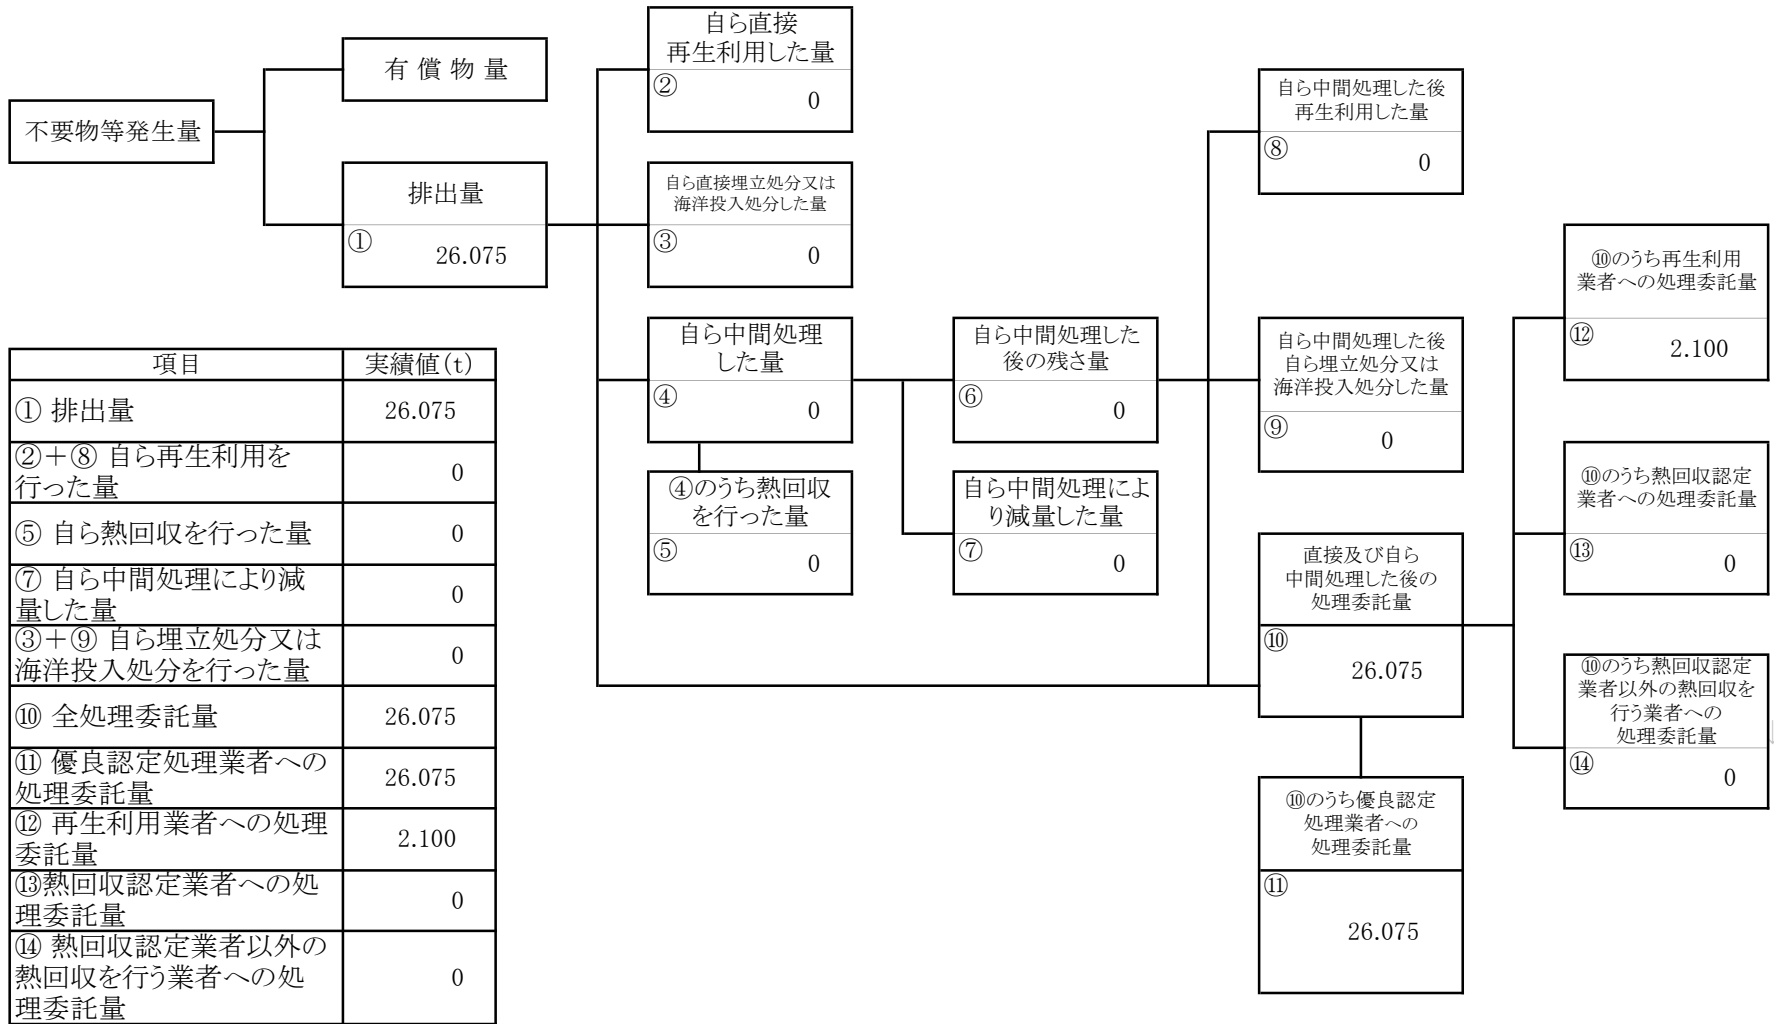 不要物等発生量
有償物量
排出量
①
26.075
自ら直接
再生利用した量
②
0
自ら直接埋立処分又は
海洋投入処分した量
③
0
自ら中間処理
した量
④
0
④のうち熱回収
を行った量
⑤
0
自ら中間処理した
後の残さ量
⑥
0
自ら中間処理によ
り減量した量
⑦
0
自ら中間処理した後
再生利用した量
⑧
0
自ら中間処理した後
自ら埋立処分又は
海洋投入処分した量
⑨
0
直接及び自ら
中間処理した後の
処理委託量
⑩
26.075
⑩のうち優良認定
処理業者への
処理委託量
⑪
26.075
⑩のうち再生利用
業者への処理委託量
⑫
2.100
⑩のうち熱回収認定
業者への処理委託量
⑬
0
⑩のうち熱回収認定
業者以外の熱回収を
行う業者への
処理委託量
⑭
0
項目 実績値(t)
① 排出量 26.075
②+⑧ 自ら再生利用を
行った量 0
⑤ 自ら熱回収を行った量 0
⑦ 自ら中間処理により減
量した量 0
③+⑨ 自ら埋立処分又は
海洋投入処分を行った量 0
⑩ 全処理委託量 26.075
⑪ 優良認定処理業者への
処理委託量 26.075
⑫ 再生利用業者への処理
委託量 2.100
⑬熱回収認定業者への処
理委託量 0
⑭ 熱回収認定業者以外の
熱回収を行う業者への処
理委託量 0